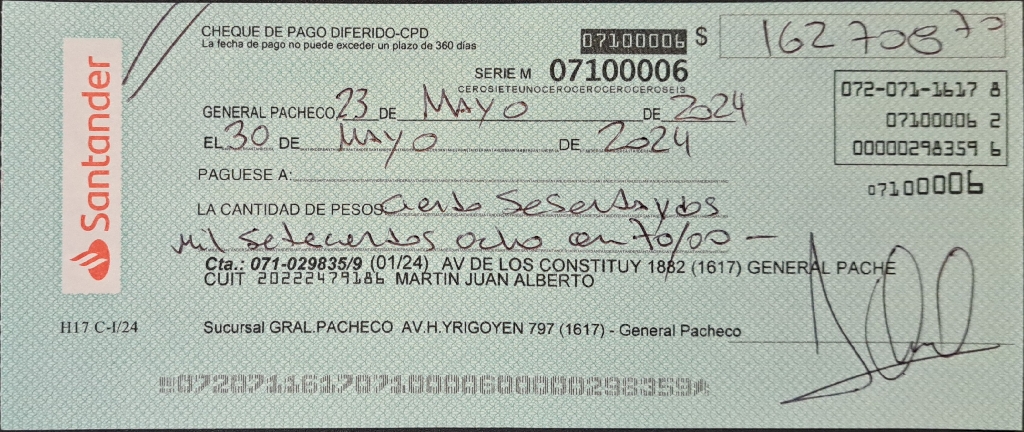 Santander
CHEQUE DE PAGO DIFERIDO-CPD
La fecha de pago no puede exceder un plazo de 360 días
07100006 $ 162708 70
SERIE M 07100006
CEROSIETEUNOCEROCEROCEROCEROSEIS
072-071-1617 8
07100006 2
00000298359 6
07100006
GENERAL PACHECO 23 DE MAYO DE 2024
EL 30 DE MAYO DE 2024
PAGUESE A:
LA CANTIDAD DE PESOS Ciento Sesenta y dos
mil setecientos ocho con 70/00 —
Cta.: 071-029835/9 (01/24) AV DE LOS CONSTITUY 1882 (1617) GENERAL PACHE
CUIT 20222479186 MARTIN JUAN ALBERTO
H17 C-I/24
Sucursal GRAL.PACHECO AV.H.YRIGOYEN 797 (1617) - General Pacheco
07207116170710000600000298359